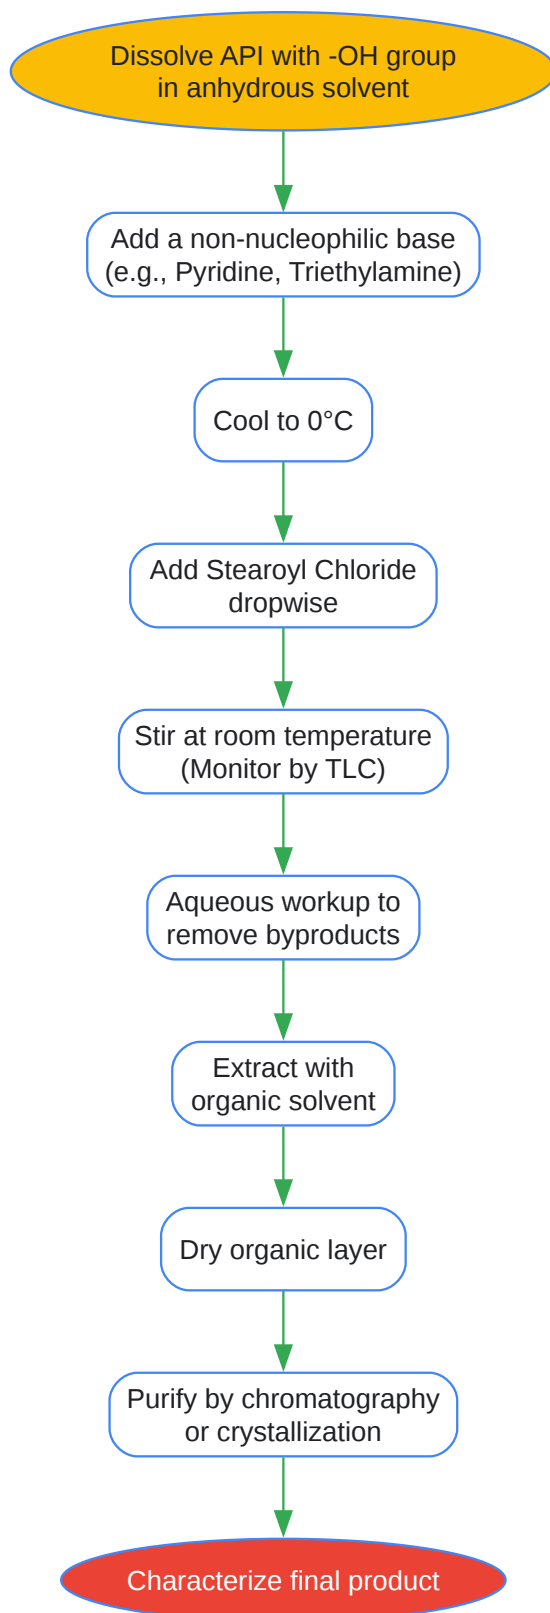 Dissolve API with -OH group
in anhydrous solvent
Add a non-nucleophilic base
(e.g., Pyridine, Triethylamine)
Cool to 0°C
Add Stearoyl Chloride
dropwise
Stir at room temperature
(Monitor by TLC)
Aqueous workup to
remove byproducts
Extract with
organic solvent
Dry organic layer
Purify by chromatography
or crystallization
Characterize final product